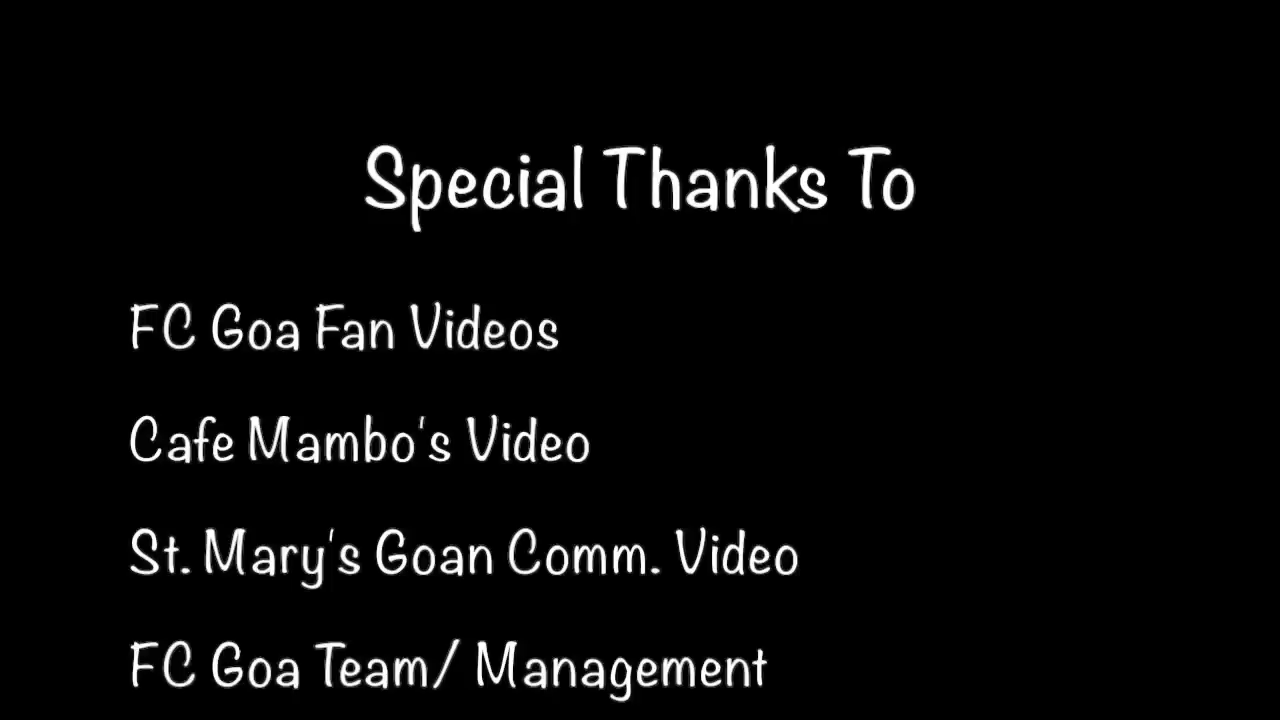 Special Thanks To
FC Goa Fan Videos
Cafe Mambo's Video
St. Mary's Goan Comm. Video
FC Goa Team/ Management